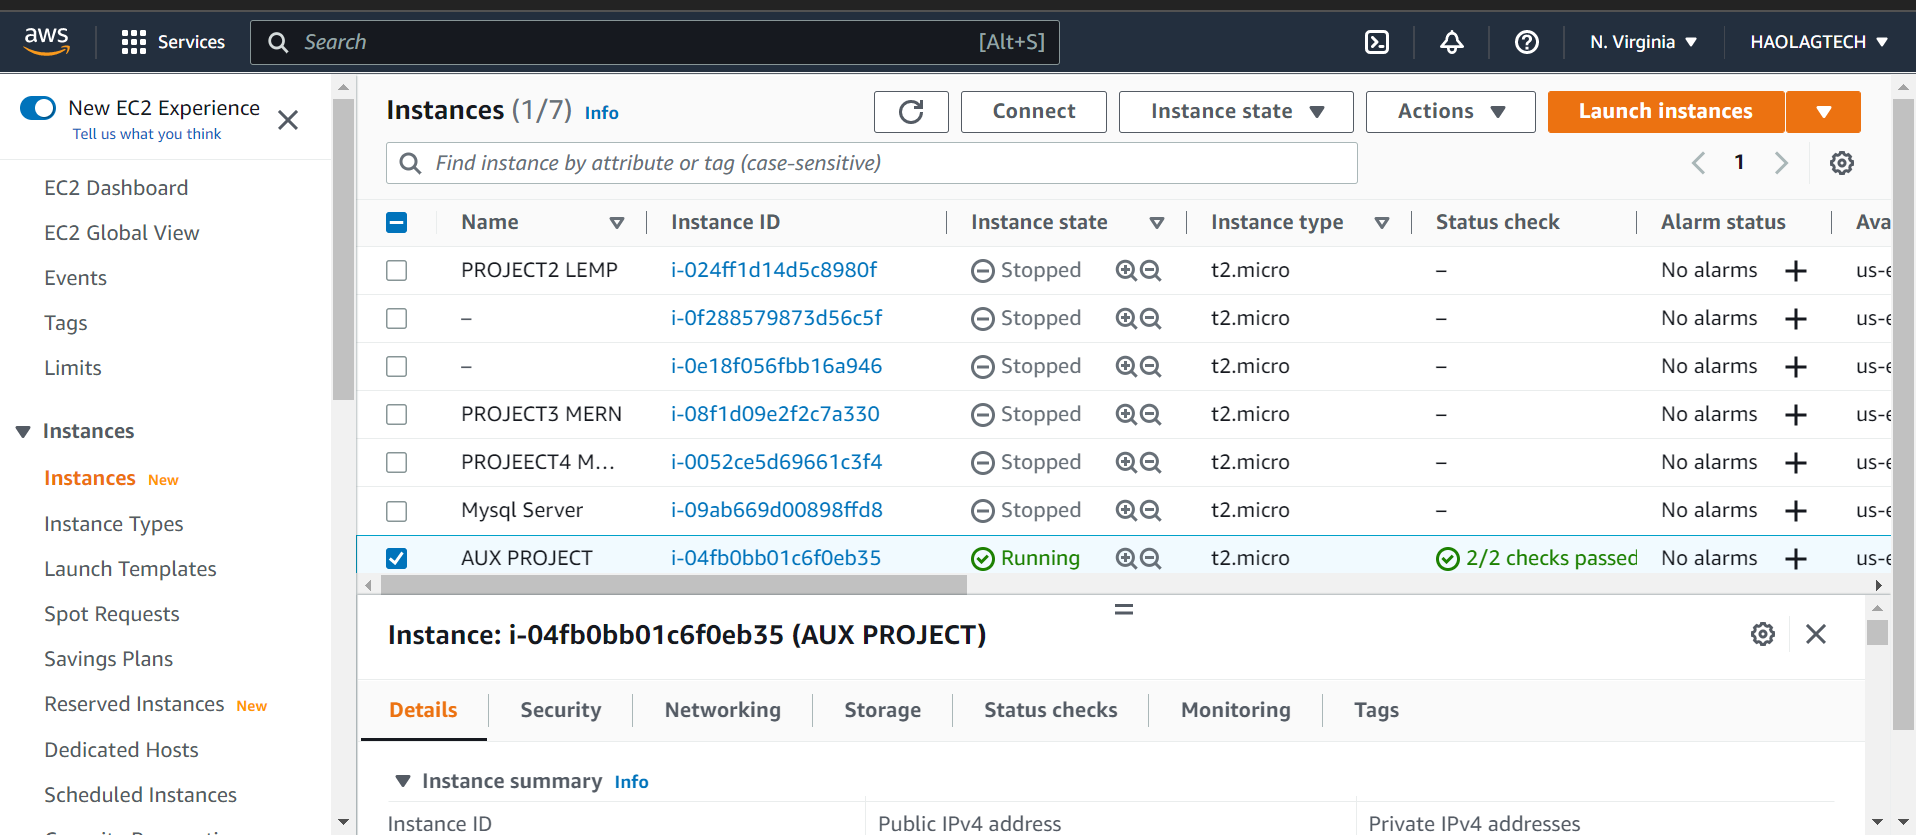 aws Services Search [Alt+S] N. Virginia HAOLAGTECH
New EC2 Experience
Tell us what you think
EC2 Dashboard
EC2 Global View
Events
Tags
Limits
Instances
Instances New
Instance Types
Launch Templates
Spot Requests
Savings Plans
Reserved Instances New
Dedicated Hosts
Scheduled Instances
Instances (1/7) Info Connect Instance state Actions Launch instances
Find instance by attribute or tag (case-sensitive) 1
Name Instance ID Instance state Instance type Status check Alarm status Ava
PROJECT2 LEMP i-024ff1d14d5c8980f Stopped t2.micro – No alarms + us-e
– i-0f288579873d56c5f Stopped t2.micro – No alarms + us-e
– i-0e18f056fbb16a946 Stopped t2.micro – No alarms + us-e
PROJECT3 MERN i-08f1d09e2f2c7a330 Stopped t2.micro – No alarms + us-e
PROJEECT4 M... i-0052ce5d69661c3f4 Stopped t2.micro – No alarms + us-e
Mysql Server i-09ab669d00898ffd8 Stopped t2.micro – No alarms + us-e
AUX PROJECT i-04fb0bb01c6f0eb35 Running t2.micro 2/2 checks passed No alarms + us-e
Instance: i-04fb0bb01c6f0eb35 (AUX PROJECT)
Details Security Networking Storage Status checks Monitoring Tags
Instance summary Info
Instance ID Public IPv4 address Private IPv4 addresses